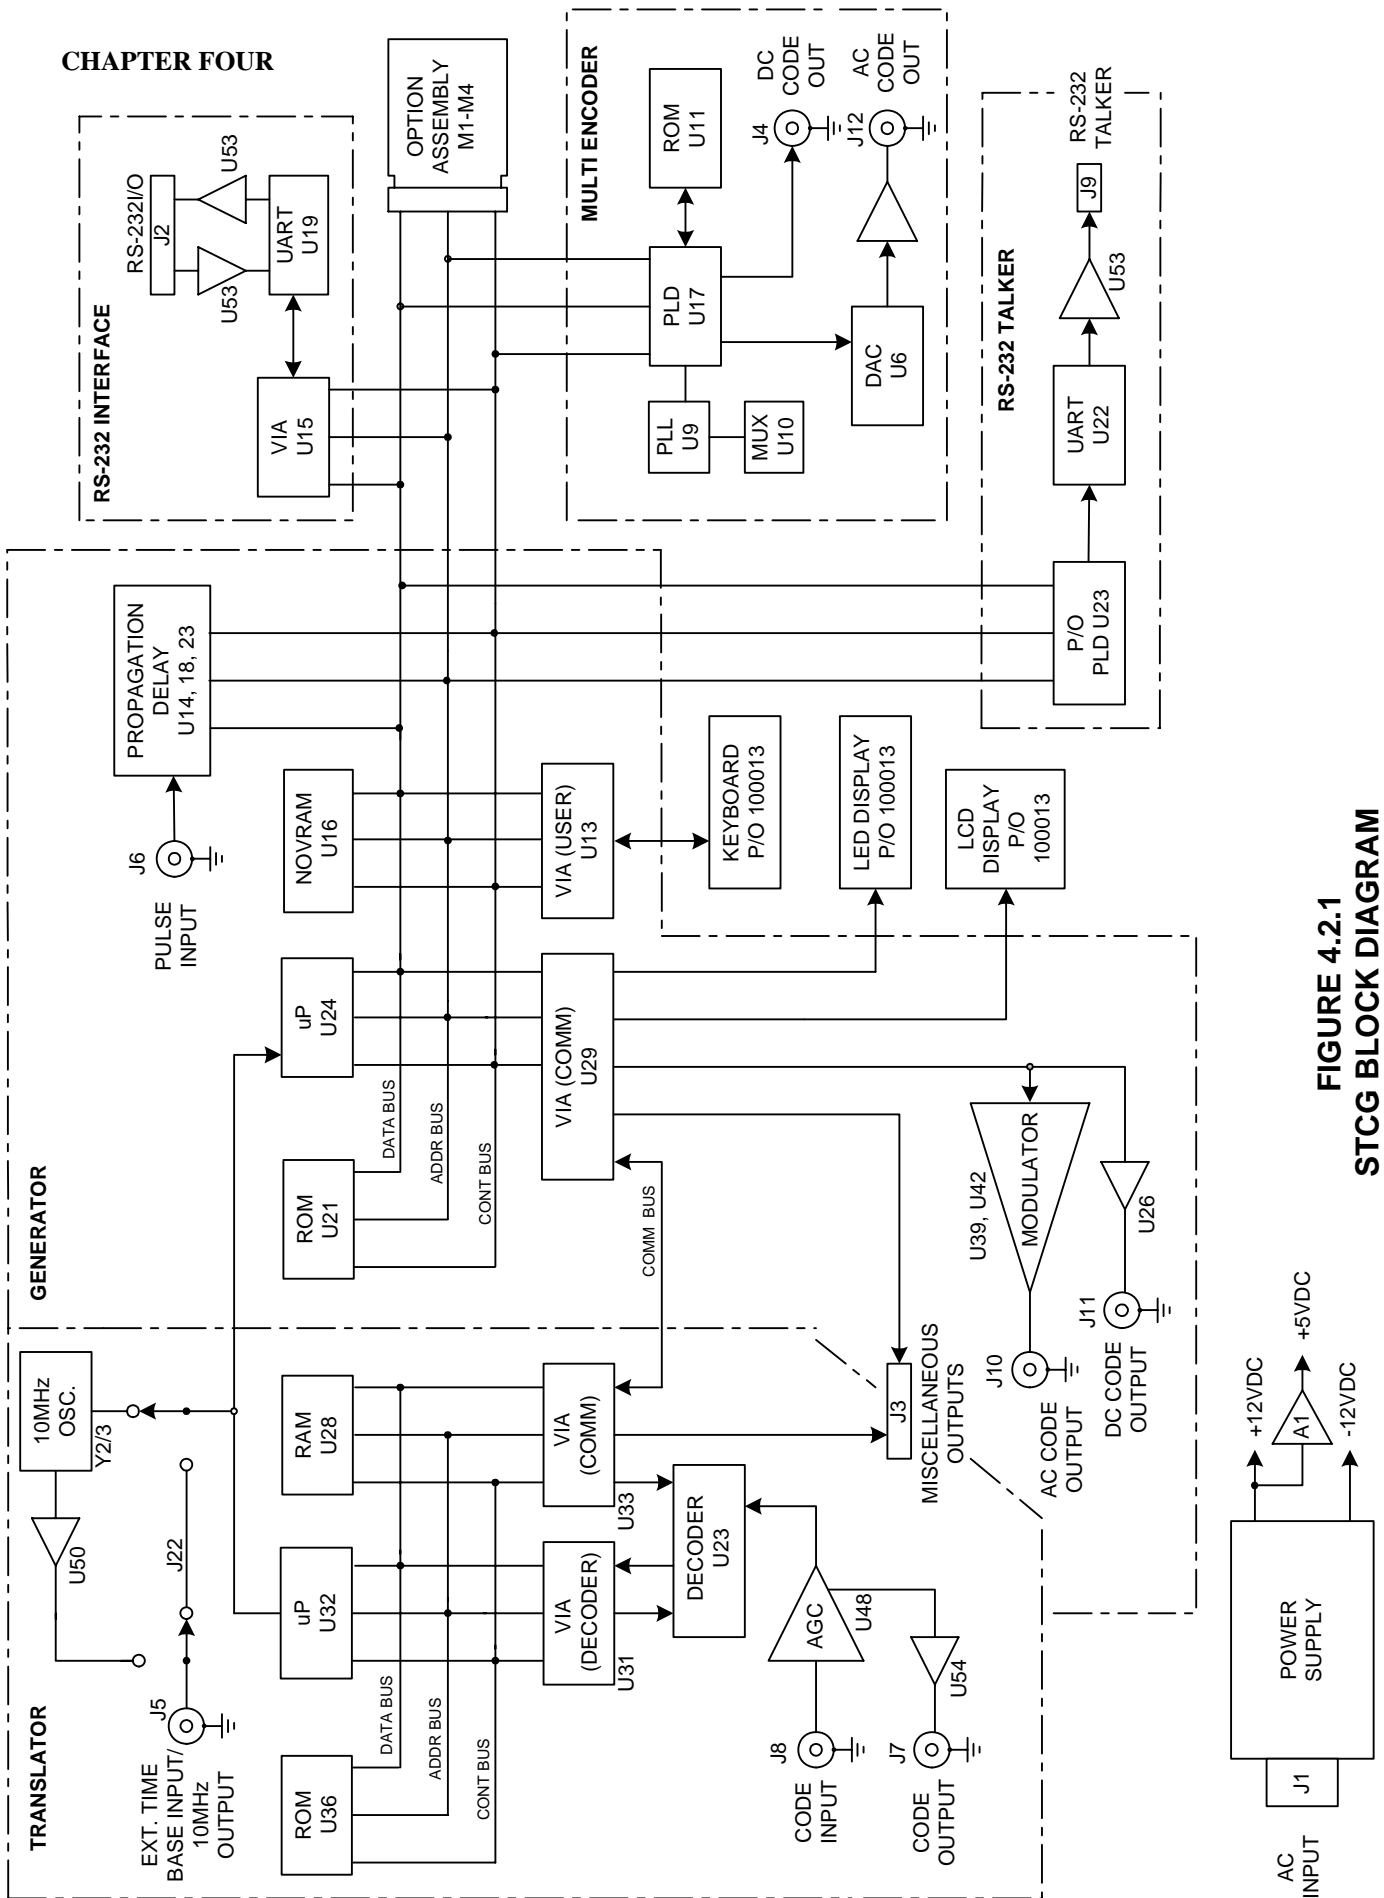 CHAPTER FOUR
TRANSLATOR
EXT. TIME
BASE INPUT/
10MHz
OUTPUT
J5
J22
U50
10MHz
OSC.
Y2/3
ROM
U36
uP
U32
RAM
U28
DATA BUS
ADDR BUS
CONT BUS
VIA
(DECODER)
U31
VIA
(COMM)
U33
DECODER
U23
CODE
INPUT
J8
AGC
U48
CODE
OUTPUT
J7
U54
J3
MISCELLANEOUS
OUTPUTS
GENERATOR
ROM
U21
uP
U24
NOVRAM
U16
PULSE
INPUT
J6
PROPAGATION
DELAY
U14, 18, 23
DATA BUS
ADDR BUS
CONT BUS
COMM BUS
VIA (COMM)
U29
VIA (USER)
U13
KEYBOARD
P/O 100013
LED DISPLAY
P/O 100013
LCD
DISPLAY
P/O
100013
U39, U42
MODULATOR
J10
AC CODE
OUTPUT
U26
J11
DC CODE
OUTPUT
RS-232 INTERFACE
VIA
U15
UART
U19
U53
U53
J2
RS-232I/O
OPTION
ASSEMBLY
M1-M4
MULTI ENCODER
PLL
U9
MUX
U10
PLD
U17
ROM
U11
DAC
U6
J4
DC
CODE
OUT
J12
AC
CODE
OUT
RS-232 TALKER
P/O
PLD U23
UART
U22
U53
J9
RS-232
TALKER
AC
INPUT
J1
POWER
SUPPLY
+12VDC
A1
+5VDC
-12VDC
FIGURE 4.2.1
STCG BLOCK DIAGRAM